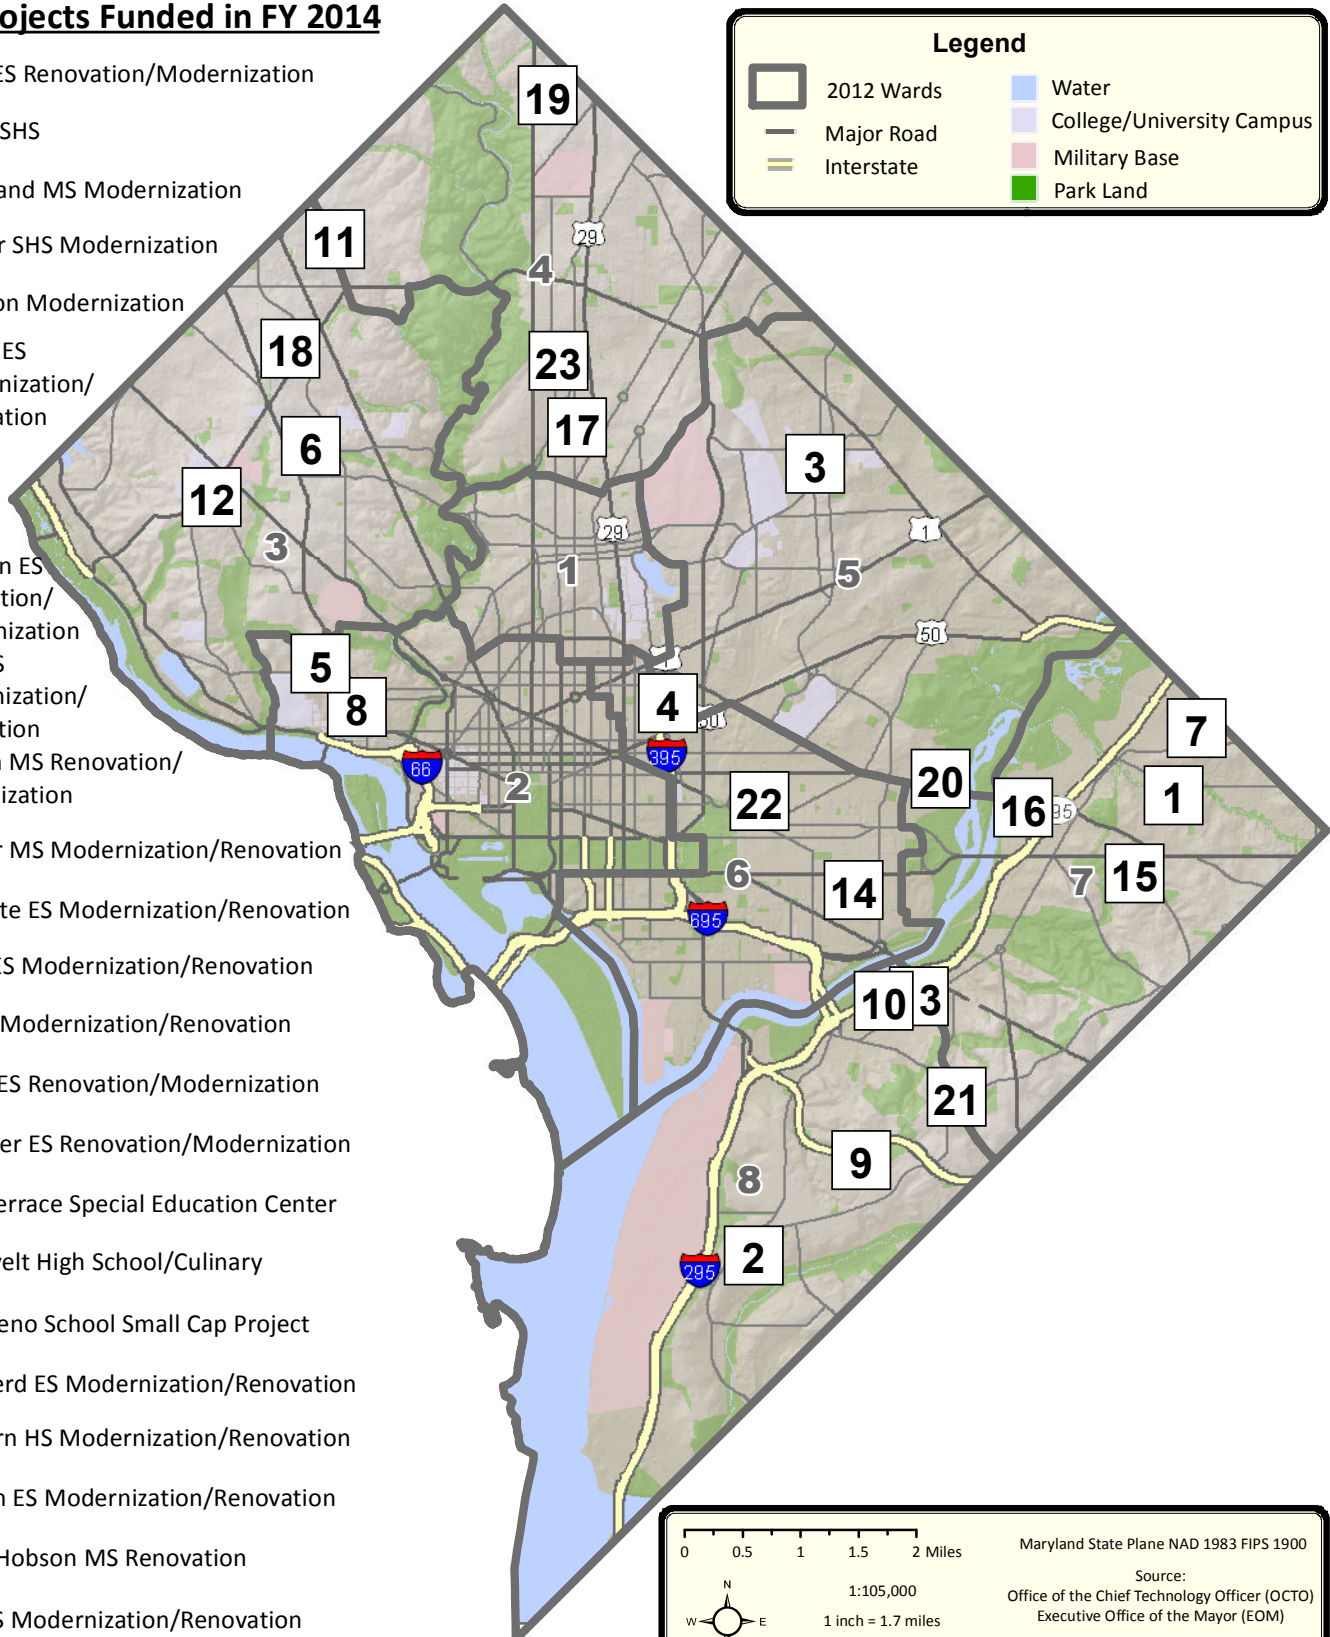 ojects Funded in FY 2014
ES Renovation/Modernization
SHS
and MS Modernization
r SHS Modernization
on Modernization
ES
nization/
ation
n ES
tion/
nization
S
nization/
tion
n MS Renovation/
ization
r MS Modernization/Renovation
te ES Modernization/Renovation
ES Modernization/Renovation
Modernization/Renovation
ES Renovation/Modernization
er ES Renovation/Modernization
errace Special Education Center
velt High School/Culinary
eno School Small Cap Project
erd ES Modernization/Renovation
rn HS Modernization/Renovation
n ES Modernization/Renovation
Hobson MS Renovation
S Modernization/Renovation
Legend
2012 Wards
Major Road
Interstate
Water
College/University Campus
Military Base
Park Land
19
11
29
4
18
23
17
6
3
12
3
29
1
1
5
50
5
8
4
1
50
395
66
2
7
20
1
22
16
95
6
14
7
15
695
10
3
21
9
8
2
295
0 0.5 1 1.5 2 Miles
N
W E
1:105,000
1 inch = 1.7 miles
Maryland State Plane NAD 1983 FIPS 1900
Source:
Office of the Chief Technology Officer (OCTO)
Executive Office of the Mayor (EOM)